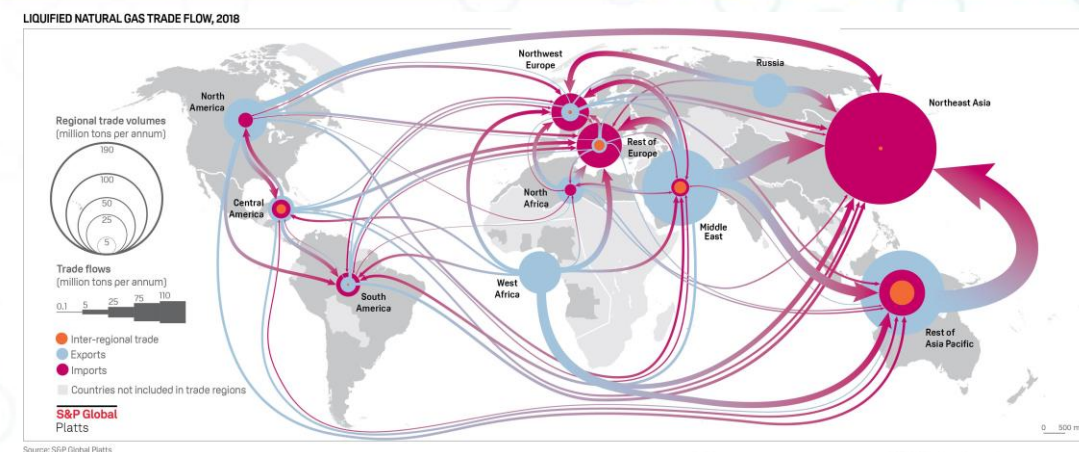 LIQUIFIED NATURAL GAS TRADE FLOW, 2018
Northwest
Europe
Russia
North
America
Northeast Asia
Regional trade volumes
(million tons per annum)
190
100
50
25
5
Rest of
Europe
North
Africa
Central
America
Middle
East
Trade flows
(million tons per annum)
0.1 5 25 75 110
South
America
West
Africa
Rest of
Asia Pacific
Inter-regional trade
Exports
Imports
Countries not included in trade regions
S&P Global
Platts
0 500 m
Source: S&P Global Platts